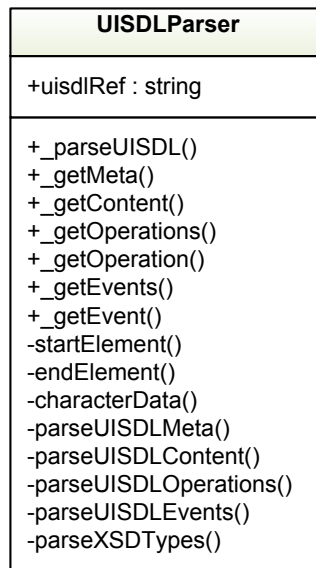 UISDLParser
+uisdlRef : string
+_parseUISDL()
+_getMeta()
+_getContent()
+_getOperations()
+_getOperation()
+_getEvents()
+_getEvent()
-startElement()
-endElement()
-characterData()
-parseUISDLMeta()
-parseUISDLContent()
-parseUISDLOperations()
-parseUISDLEvents()
-parseXSDTypes()